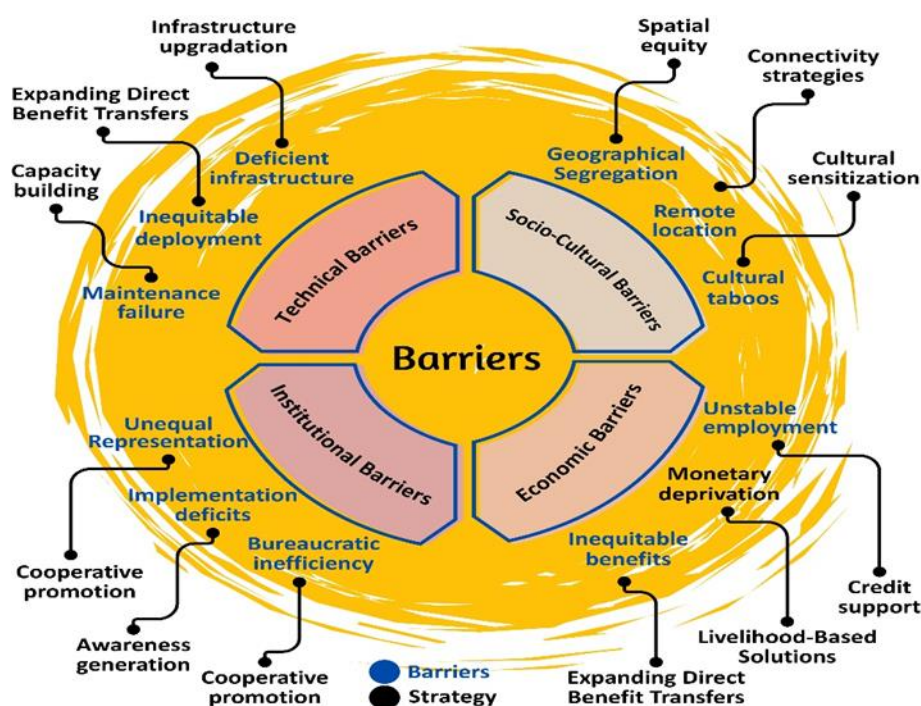 Infrastructure
upgradation
Spatial
equity
Connectivity
strategies
Expanding Direct
Benefit Transfers
Deficient
infrastructure
Geographical
Segregation
Cultural
sensitization
Capacity
building
Inequitable
deployment
Remote
location
Maintenance
failure
Cultural
taboos
Technical Barriers
Socio-Cultural Barriers
Barriers
Institutional Barriers
Economic Barriers
Unequal
Representation
Unstable
employment
Implementation
deficits
Monetary
deprivation
Bureaucratic
inefficiency
Inequitable
benefits
Cooperative
promotion
Credit
support
Awareness
generation
Livelihood-Based
Solutions
Cooperative
promotion
Barriers
Strategy
Expanding Direct
Benefit Transfers